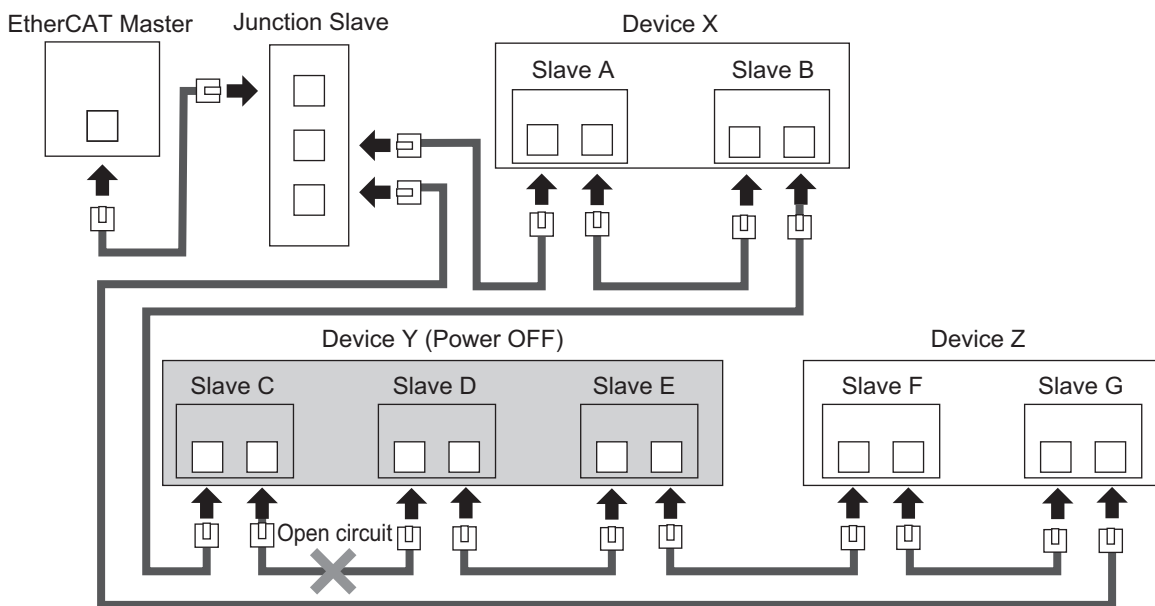 EtherCAT Master
Junction Slave
Device X
Slave A
Slave B
Device Y (Power OFF)
Device Z
Slave C
Slave D
Slave E
Slave F
Slave G
Open circuit